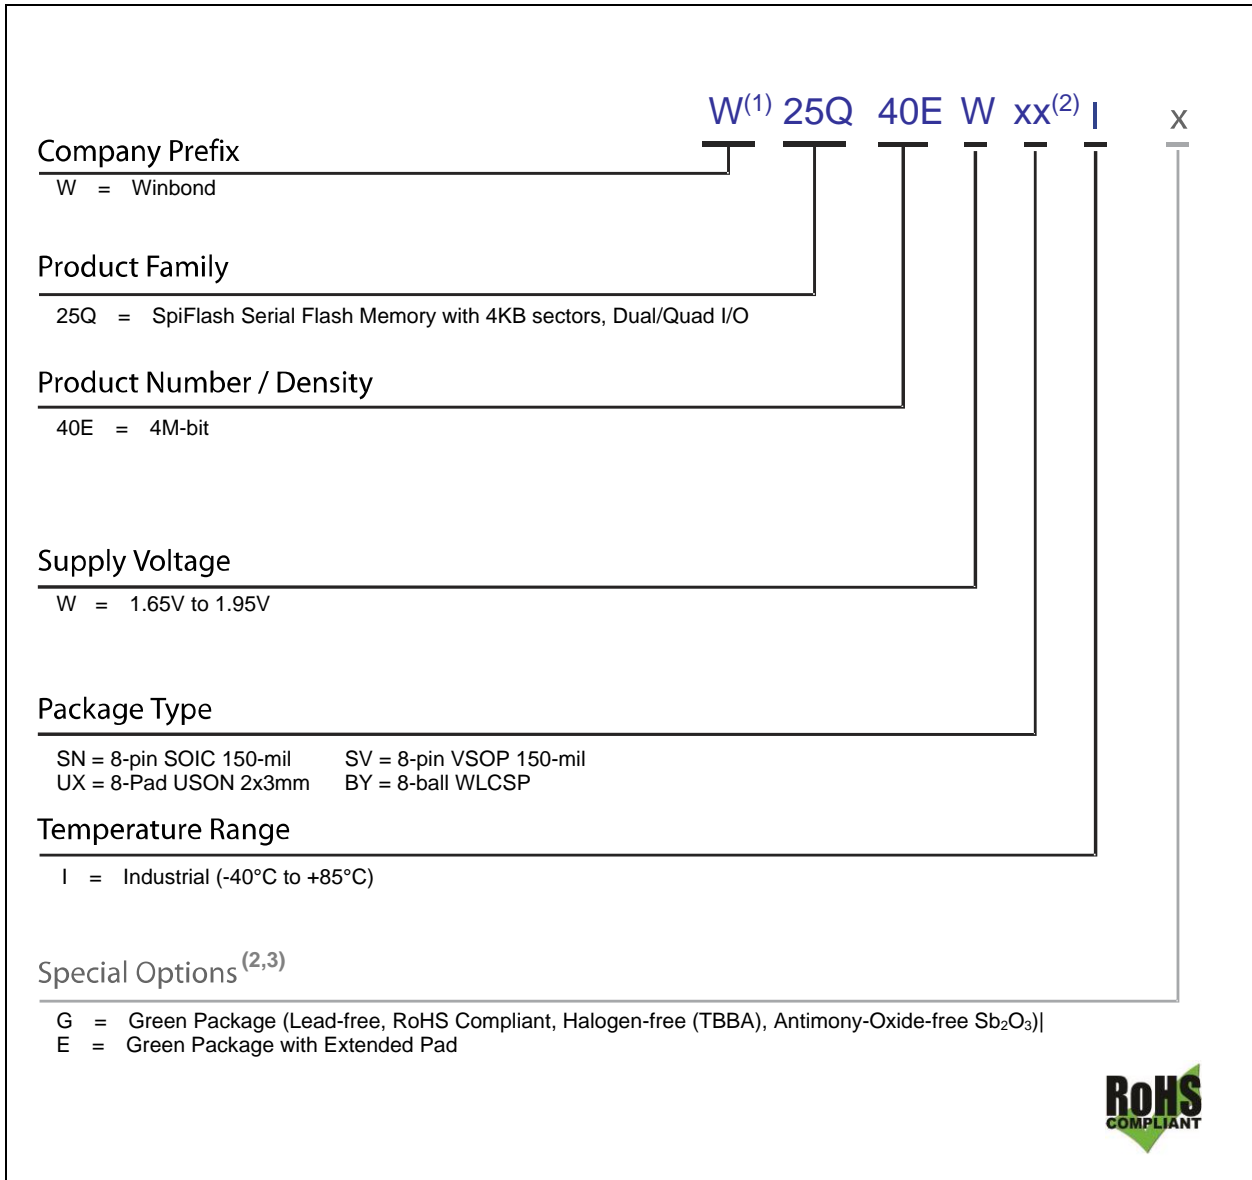 W(1) 25Q 40E W xx(2) I x
Company Prefix
W = Winbond
Product Family
25Q = SpiFlash Serial Flash Memory with 4KB sectors, Dual/Quad I/O
Product Number / Density
40E = 4M-bit
Supply Voltage
W = 1.65V to 1.95V
Package Type
SN = 8-pin SOIC 150-mil SV = 8-pin VSOP 150-mil
UX = 8-Pad USON 2x3mm BY = 8-ball WLCSP
Temperature Range
I = Industrial (-40°C to +85°C)
Special Options (2,3)
G = Green Package (Lead-free, RoHS Compliant, Halogen-free (TBBA), Antimony-Oxide-free Sb₂O₃)|
E = Green Package with Extended Pad
RoHS
COMPLIANT